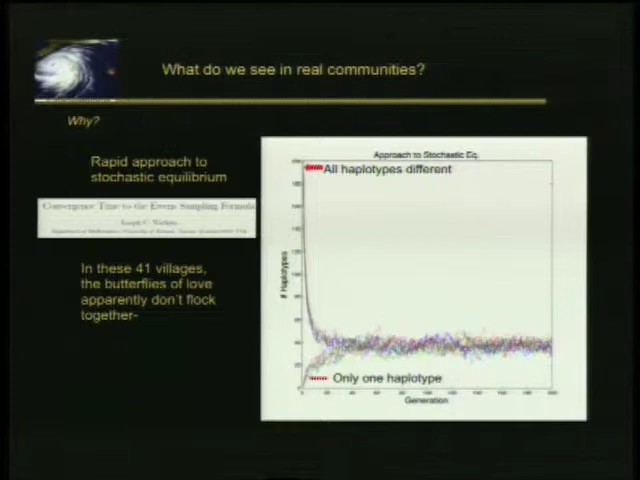 What do we see in real communities?
Why?
Rapid approach to
stochastic equilibrium
Convergence Time to the Ewens Sampling Formula
Joseph C. Watkins
In these 41 villages,
the butterflies of love
apparently don't flock
together-
Approach to Stochastic Eq.
All haplotypes different
# Haplotypes
Only one haplotype
Generation